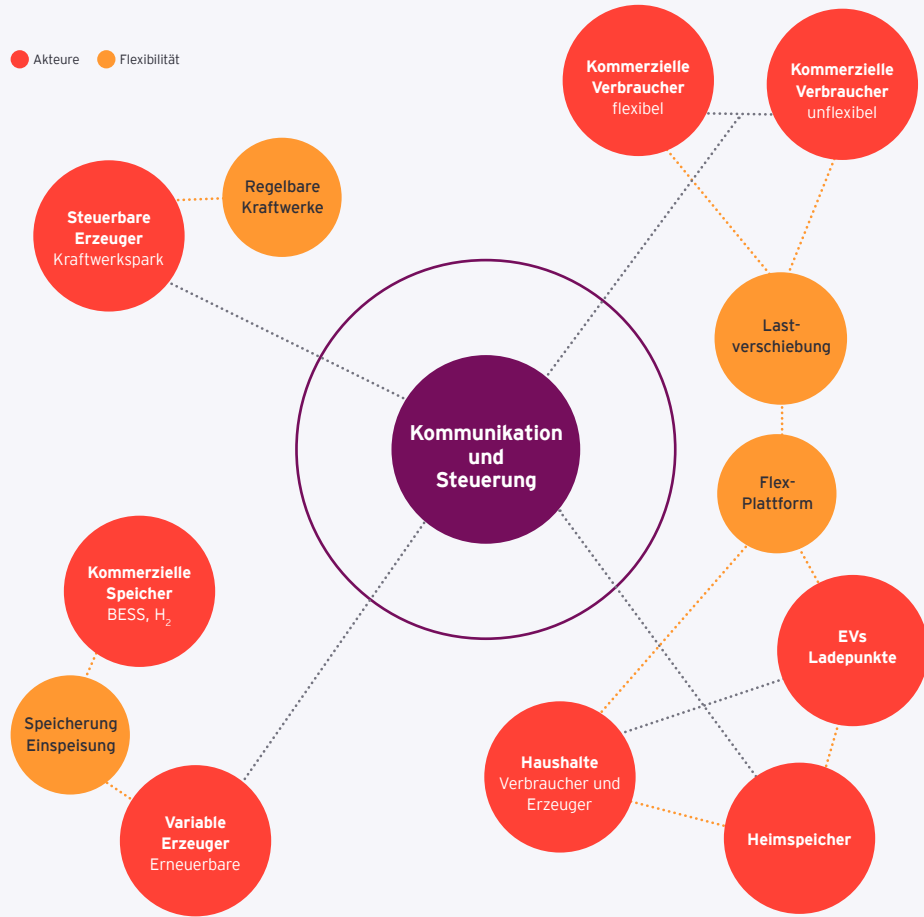 Akteure
Flexibilität
Kommerzielle
Verbraucher
flexibel
Kommerzielle
Verbraucher
unflexibel
Regelbare
Kraftwerke
Steuerbare
Erzeuger
Kraftwerkspark
Last-
verschiebung
Kommunikation
und
Steuerung
Flex-
Plattform
Kommerzielle
Speicher
BESS, H₂
EVs
Ladepunkte
Speicherung
Einspeisung
Haushalte
Verbraucher und
Erzeuger
Variable
Erzeuger
Erneuerbare
Heimspeicher